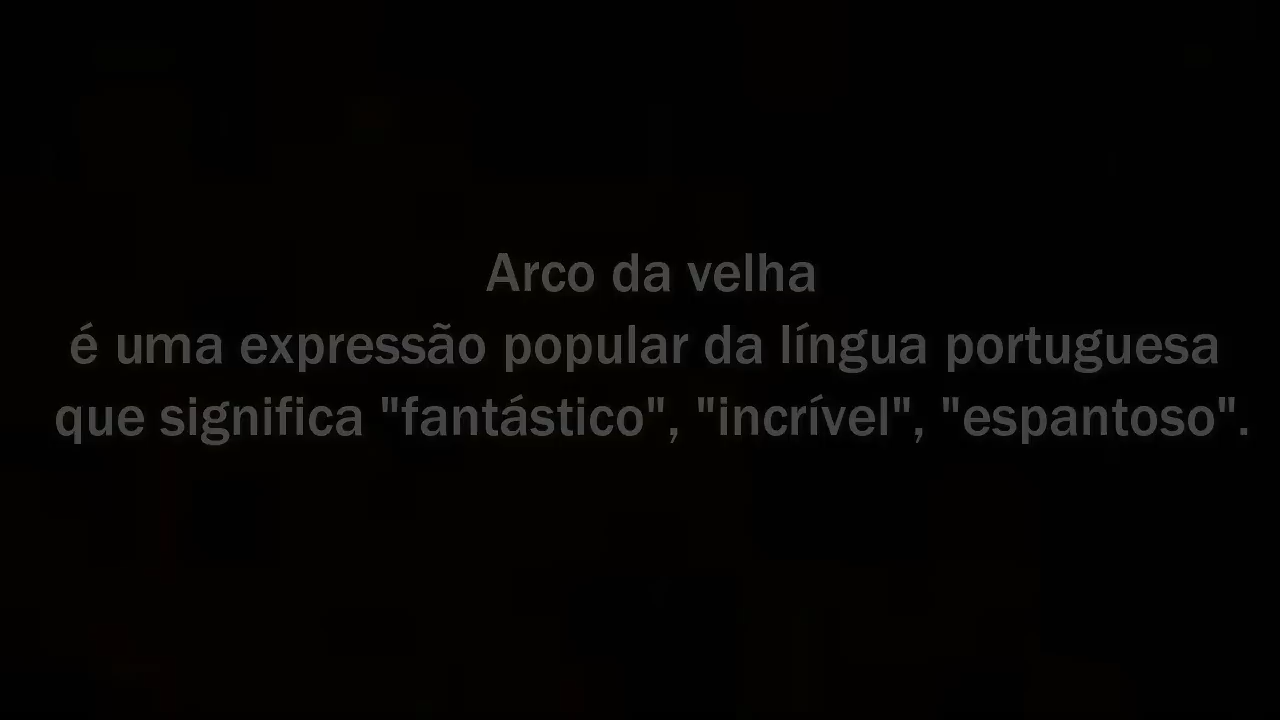 Arco da velha
é uma expressão popular da língua portuguesa
que significa "fantástico", "incrível", "espantoso".